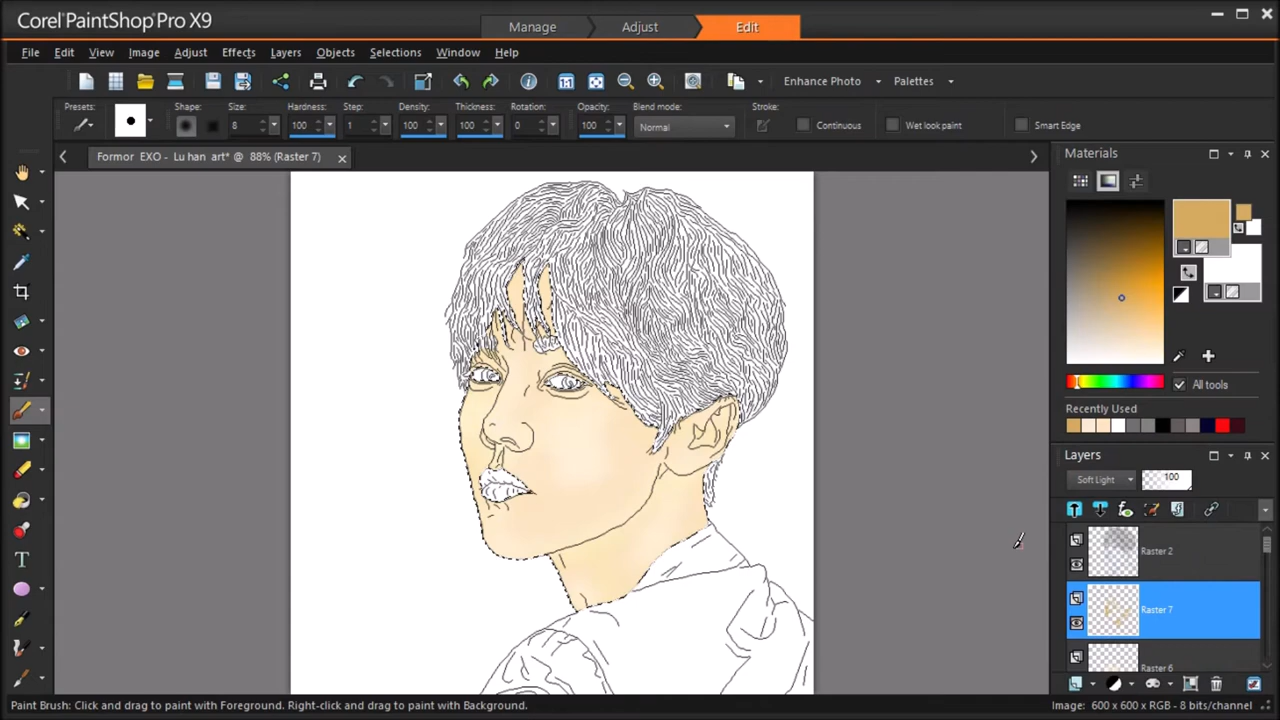 Corel PaintShop Pro X9
Manage Adjust Edit
File Edit View Image Adjust Effects Layers Objects Selections Window Help
Enhance Photo Palettes
Presets: Shape: Size: Hardness: Step: Density: Thickness: Rotation: Opacity: Blend mode: Stroke:
8 100 1 100 100 0 100 Normal Continuous Wet look paint Smart Edge
Formor EXO - Lu han art* @ 88% (Raster 7)
Materials
All tools
Recently Used
Layers
Soft Light 100
Raster 2
Raster 7
Raster 6
Paint Brush: Click and drag to paint with Foreground. Right-click and drag to paint with Background.
Image: 600 x 600 x RGB - 8 bits/channel